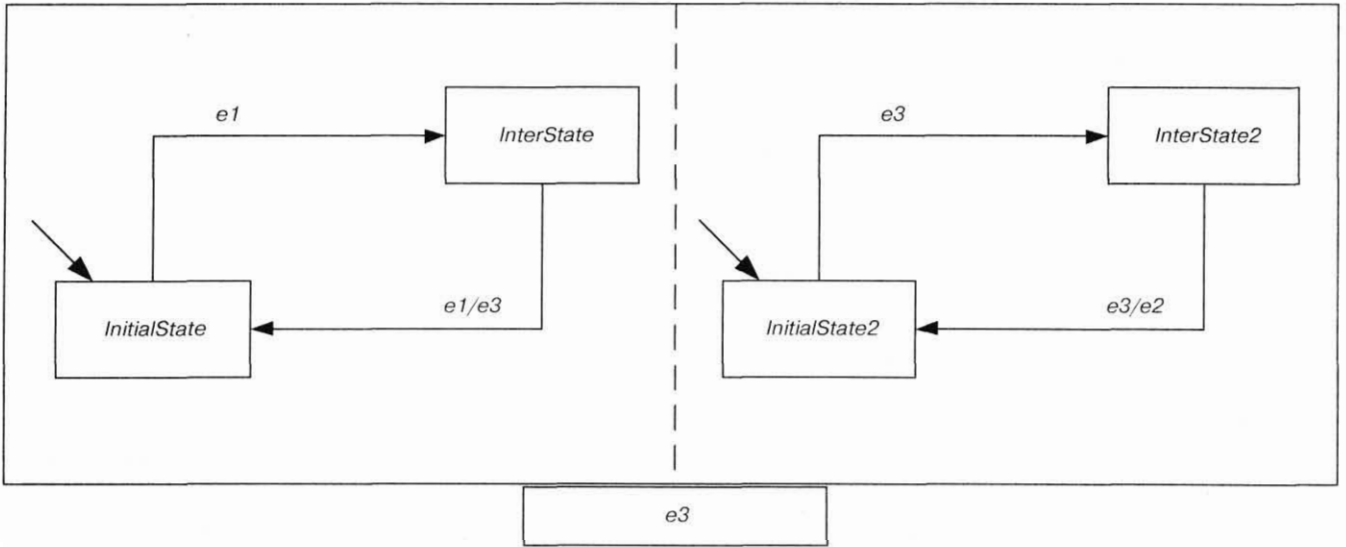 e1
InterState
e1/e3
InitialState
e3
InterState2
e3/e2
InitialState2
e3